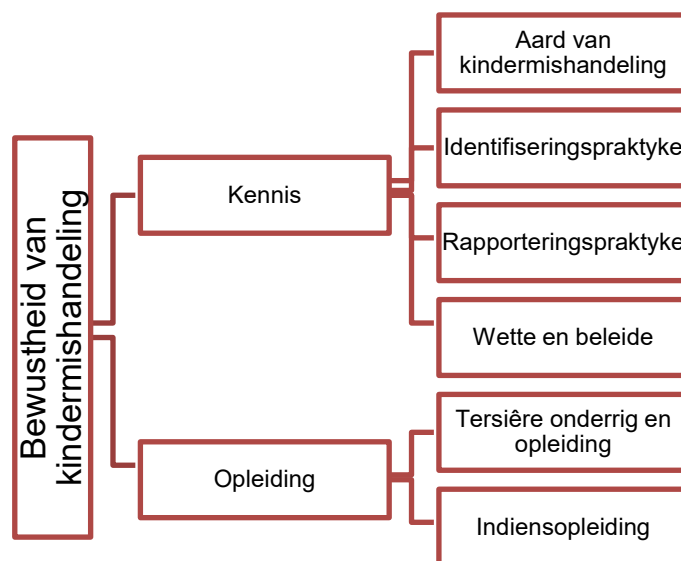 Bewustheid van
kindermishandeling
Kennis
Aard van
kindermishandeling
Identifiseringspraktyke
Rapporteringspraktyke
Wette en beleide
Opleiding
Tersiêre onderrig en
opleiding
Indiensopleiding